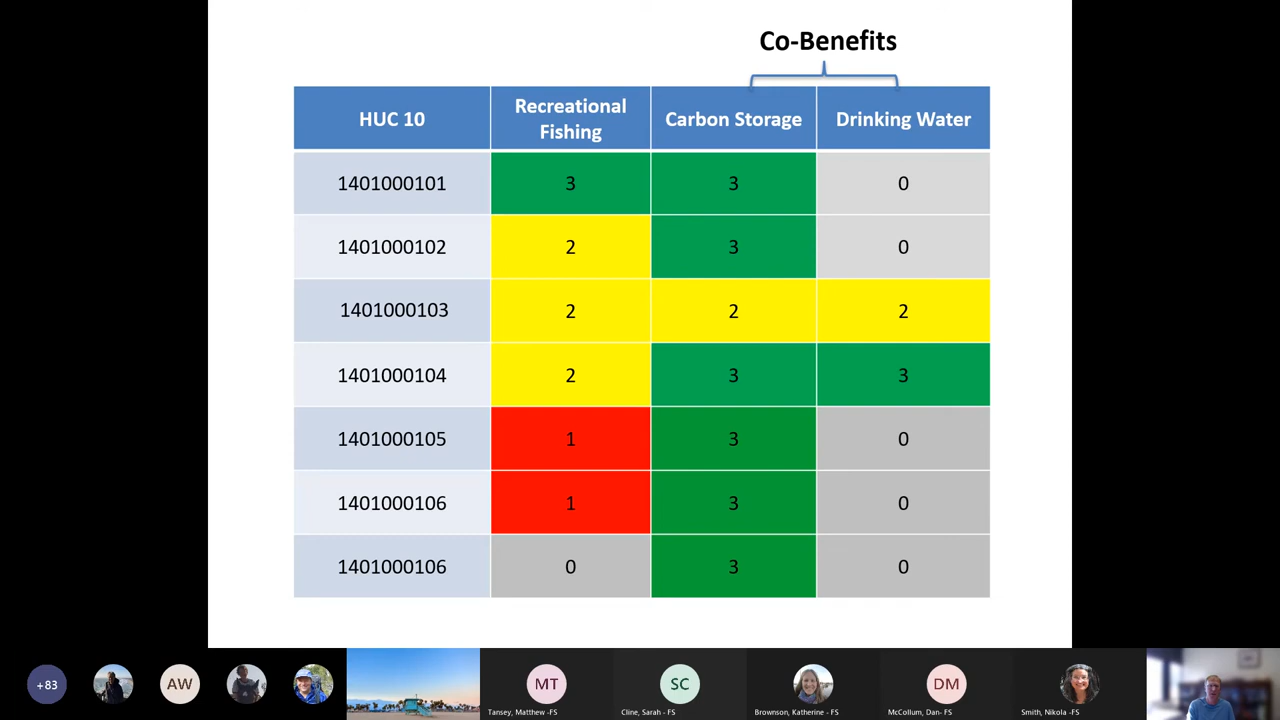 Co-Benefits
HUC 10
Recreational
Fishing
Carbon Storage
Drinking Water
1401000101
3
3
0
1401000102
2
3
0
1401000103
2
2
2
1401000104
2
3
3
1401000105
1
3
0
1401000106
1
3
0
1401000106
0
3
0
+83
AW
MT
SC
DM
Tansey, Matthew -FS
Cline, Sarah - FS
Brownson, Katherine - FS
McCollum, Dan- FS
Smith, Nikola -FS